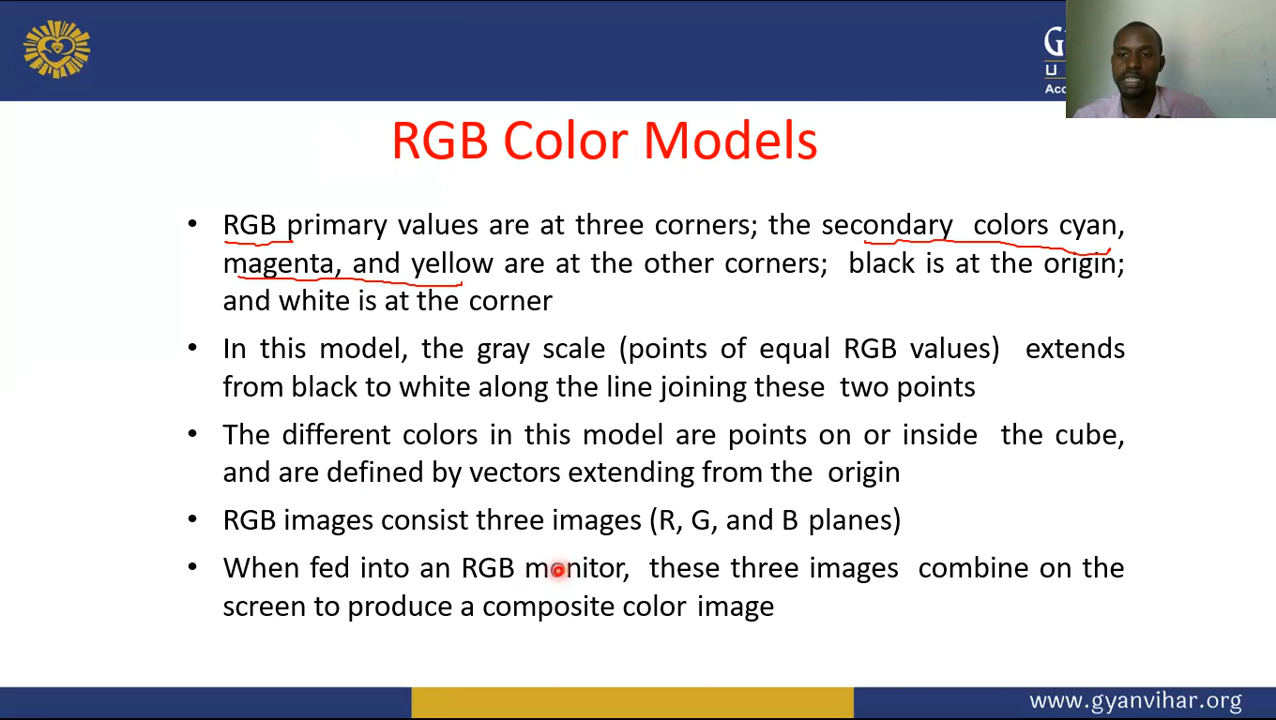 G
U
Acc
RGB Color Models
• RGB primary values are at three corners; the secondary colors cyan,
magenta, and yellow are at the other corners; black is at the origin;
and white is at the corner
• In this model, the gray scale (points of equal RGB values) extends
from black to white along the line joining these two points
• The different colors in this model are points on or inside the cube,
and are defined by vectors extending from the origin
• RGB images consist three images (R, G, and B planes)
• When fed into an RGB monitor, these three images combine on the
screen to produce a composite color image
www.gyanvihar.org